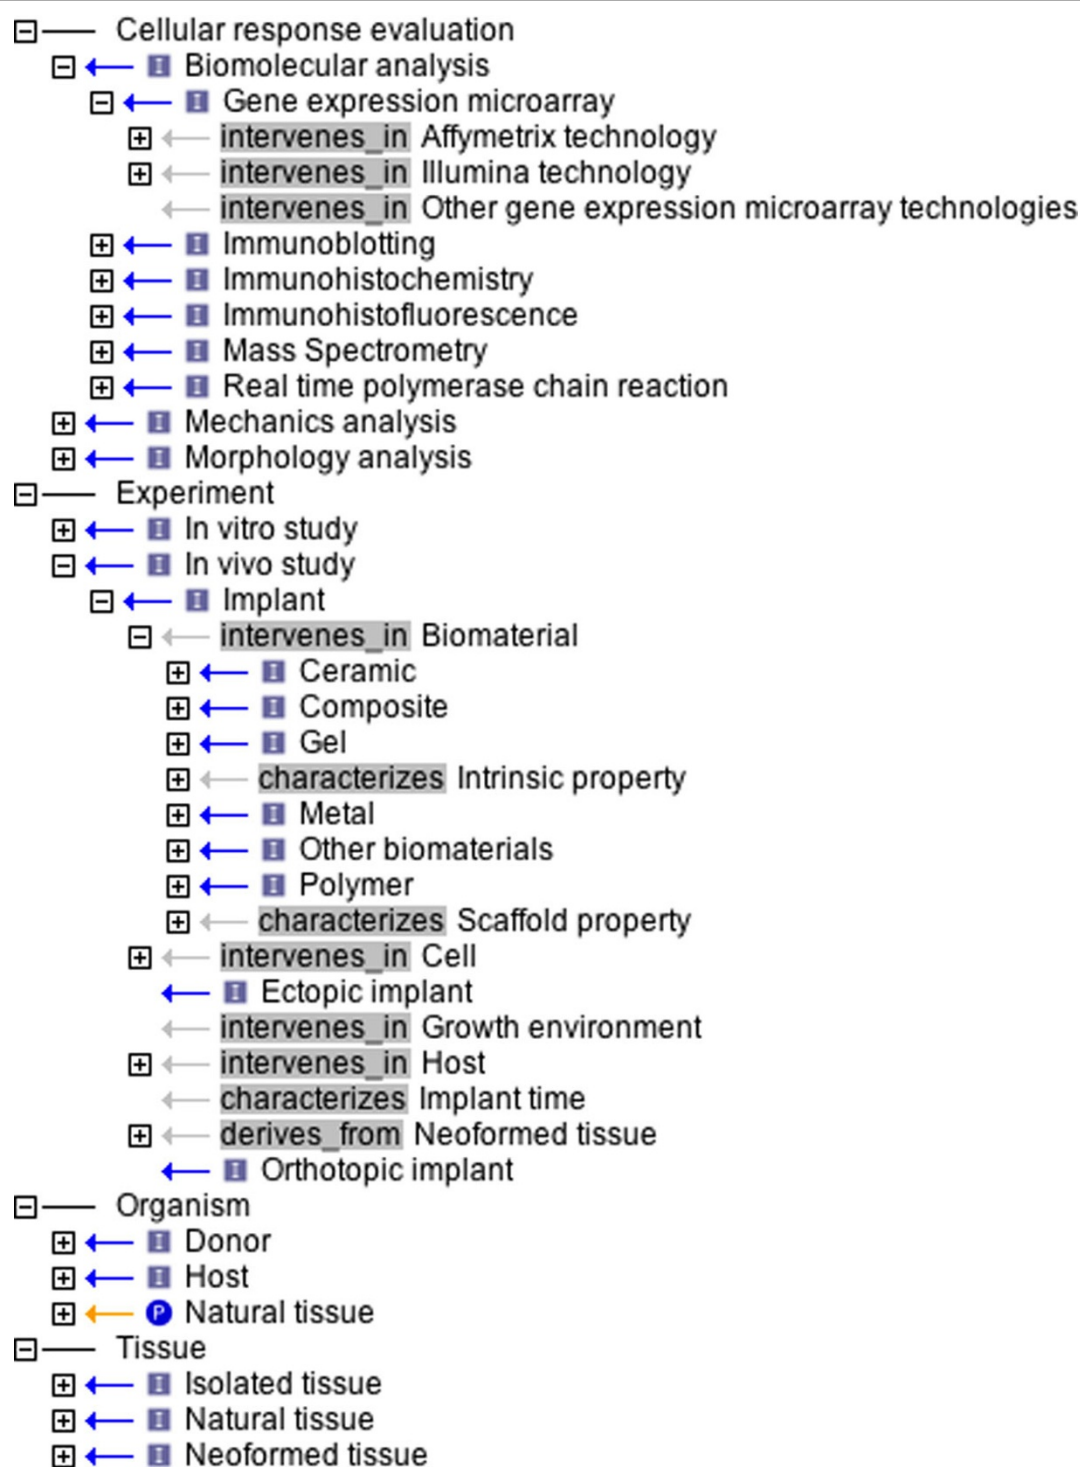 Cellular response evaluation
Biomolecular analysis
Gene expression microarray
intervenes_in Affymetrix technology
intervenes_in Illumina technology
intervenes_in Other gene expression microarray technologies
Immunoblotting
Immunohistochemistry
Immunohistofluorescence
Mass Spectrometry
Real time polymerase chain reaction
Mechanics analysis
Morphology analysis
Experiment
In vitro study
In vivo study
Implant
intervenes_in Biomaterial
Ceramic
Composite
Gel
characterizes Intrinsic property
Metal
Other biomaterials
Polymer
characterizes Scaffold property
intervenes_in Cell
Ectopic implant
intervenes_in Growth environment
intervenes_in Host
characterizes Implant time
derives_from Neoformed tissue
Orthotopic implant
Organism
Donor
Host
P Natural tissue
Tissue
Isolated tissue
Natural tissue
Neoformed tissue